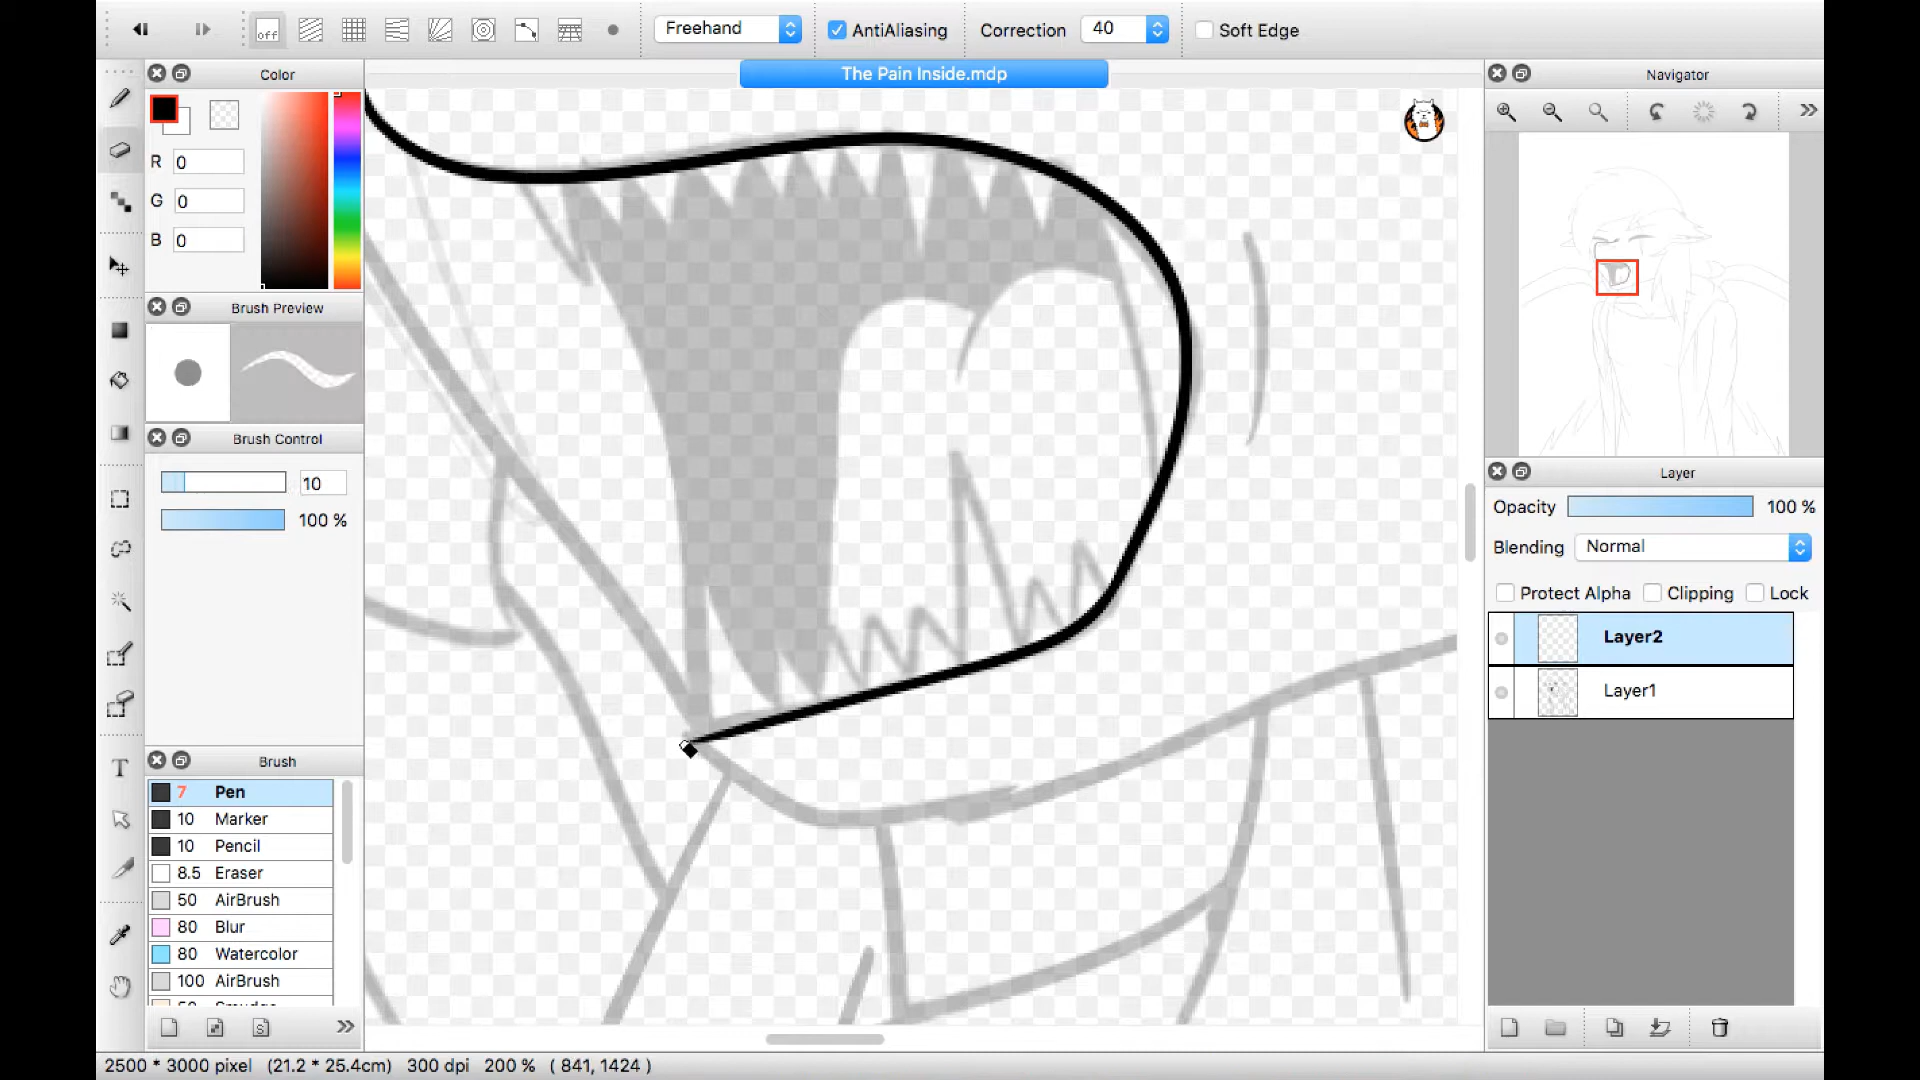 off
Freehand
AntiAliasing
Correction
40
Soft Edge
Color
The Pain Inside.mdp
Navigator
R 0
G 0
B 0
Brush Preview
Brush Control
10
100 %
Layer
Opacity 100 %
Blending Normal
Protect Alpha Clipping Lock
Layer2
Layer1
Brush
7 Pen
10 Marker
10 Pencil
8.5 Eraser
50 AirBrush
80 Blur
80 Watercolor
100 AirBrush
T
S
2500 * 3000 pixel (21.2 * 25.4cm) 300 dpi 200 % ( 841, 1424 )